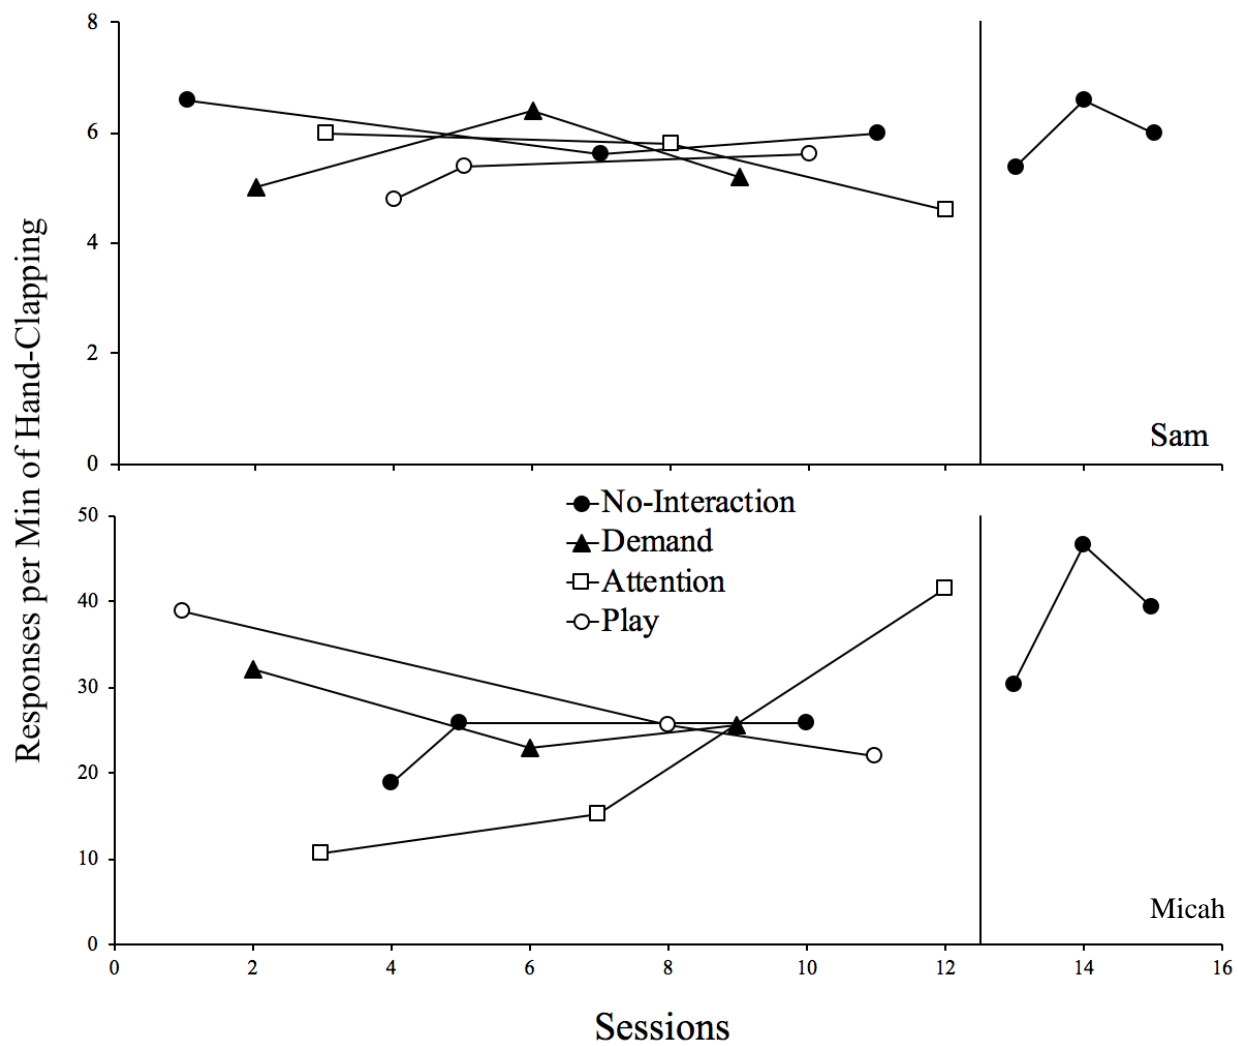 Responses per Min of Hand-Clapping
8
6
4
2
0
Sam
No-Interaction
Demand
Attention
Play
50
40
30
20
10
0
Micah
0 2 4 6 8 10 12 14 16
Sessions